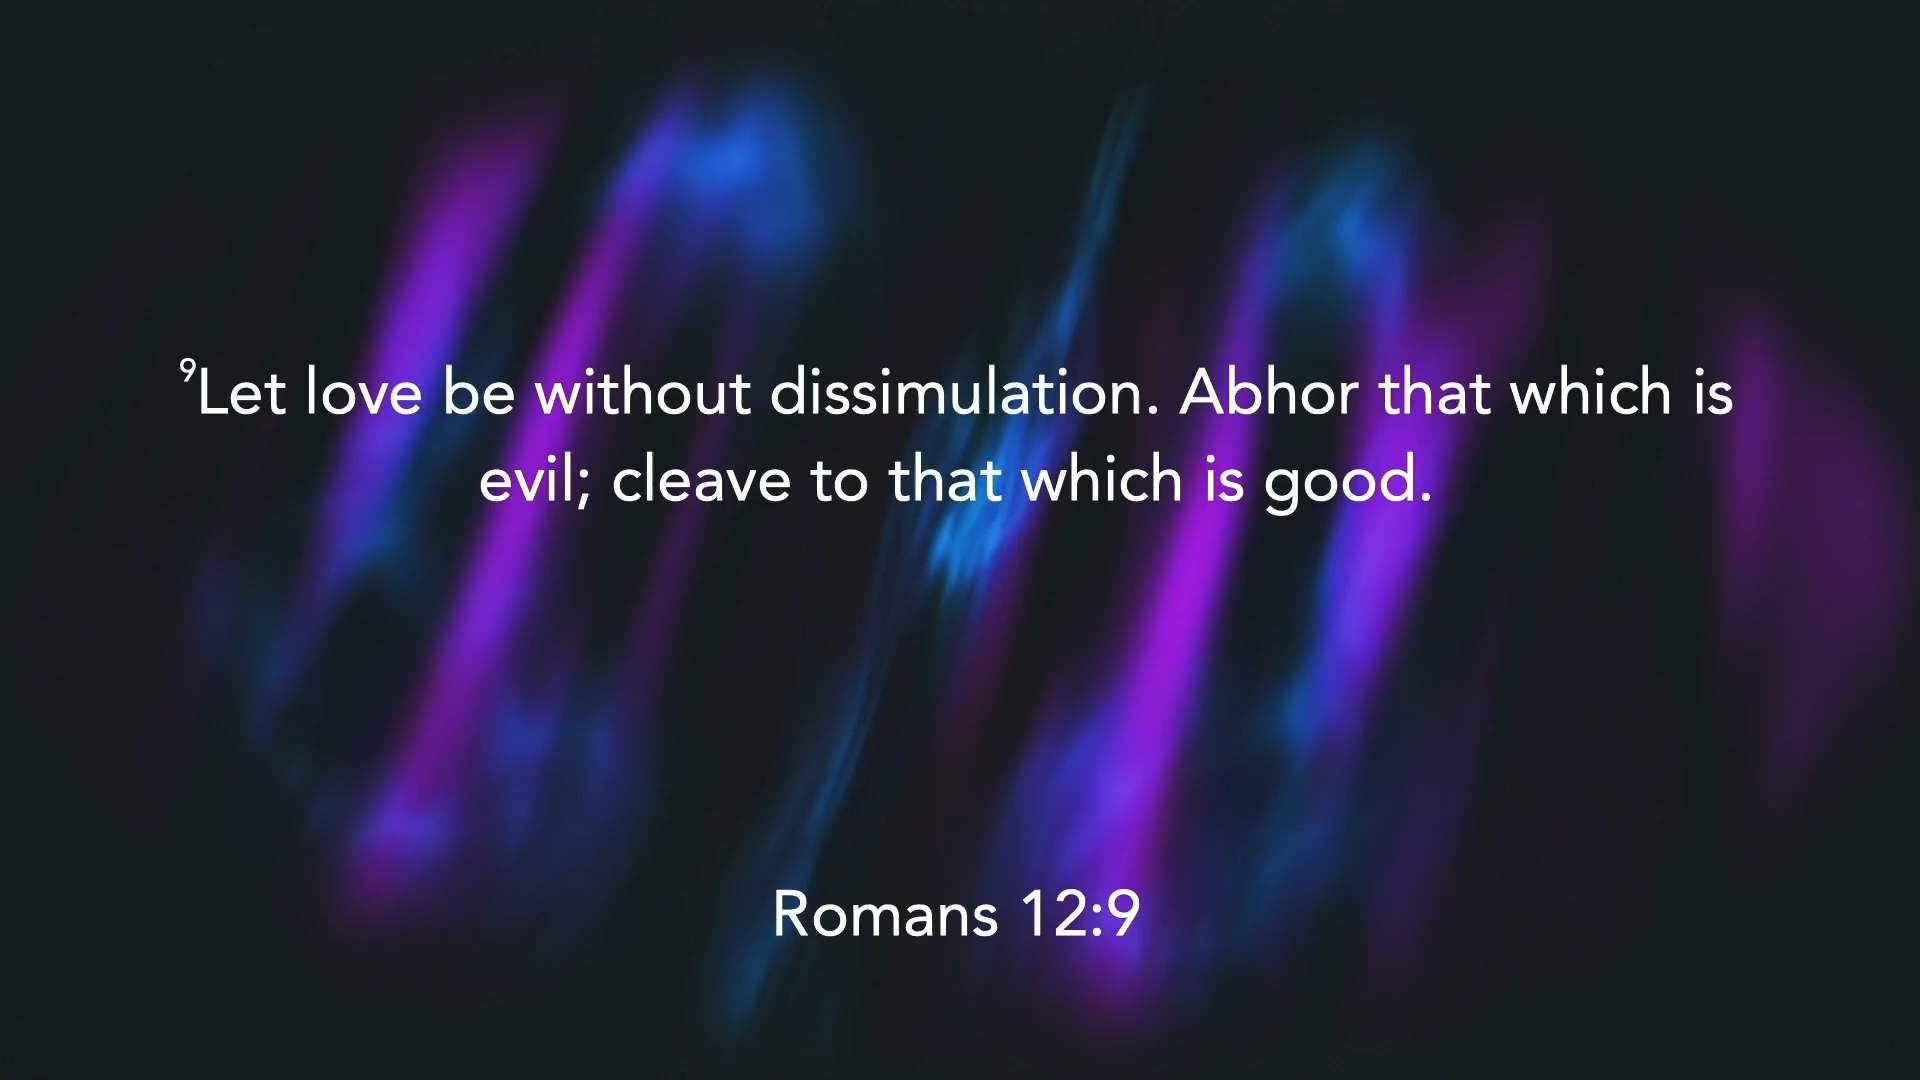 ⁹Let love be without dissimulation. Abhor that which is
evil; cleave to that which is good.
Romans 12:9